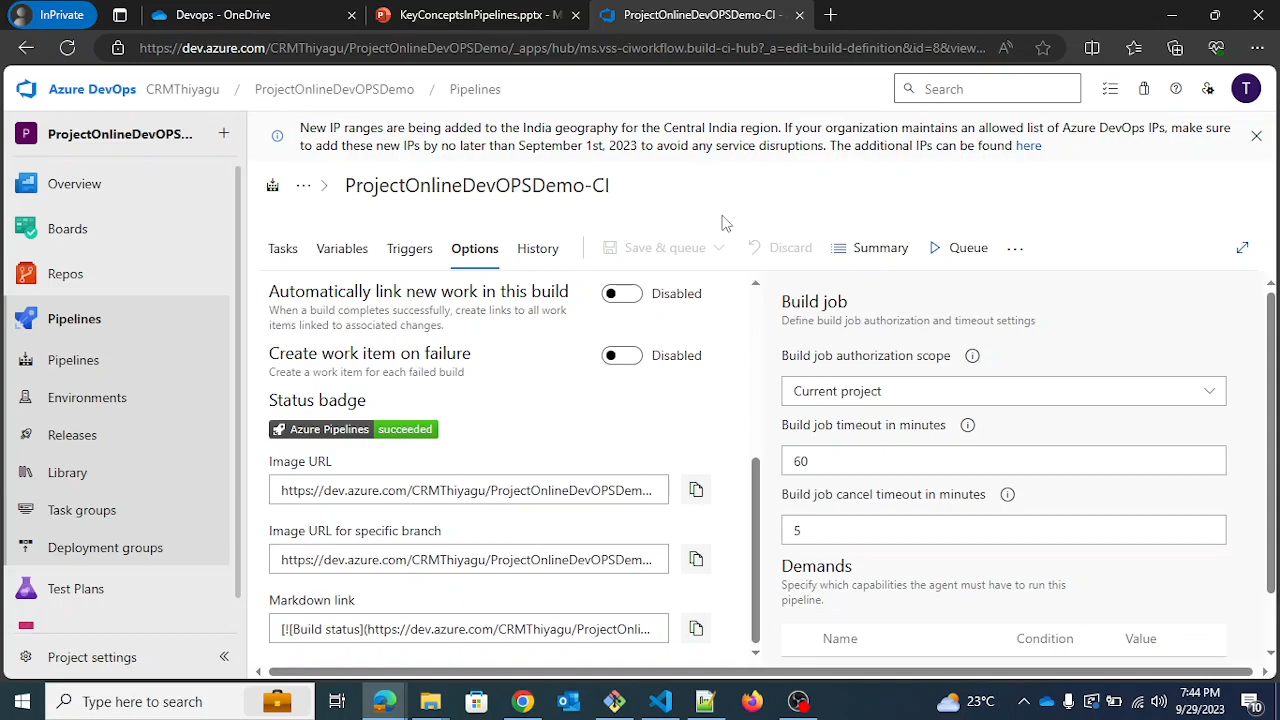 InPrivate
Devops - OneDrive
KeyConceptsInPipelines.pptx - M
ProjectOnlineDevOPSDemo-CI -
https://dev.azure.com/CRMThiyagu/ProjectOnlineDevOPSDemo/_apps/hub/ms.vss-ciworkflow.build-ci-hub?_a=edit-build-definition&id=8&view...
Azure DevOps
CRMThiyagu / ProjectOnlineDevOPSDemo / Pipelines
Search
T
P
ProjectOnlineDevOPS...
New IP ranges are being added to the India geography for the Central India region. If your organization maintains an allowed list of Azure DevOps IPs, make sure
to add these new IPs by no later than September 1st, 2023 to avoid any service disruptions. The additional IPs can be found here
Overview
Boards
Repos
Pipelines
Pipelines
Environments
Releases
Library
Task groups
Deployment groups
Test Plans
Project settings
... > ProjectOnlineDevOPSDemo-CI
Tasks Variables Triggers Options History
Save & queue Discard Summary Queue ...
Automatically link new work in this build
Disabled
When a build completes successfully, create links to all work
items linked to associated changes.
Create work item on failure
Disabled
Create a work item for each failed build
Status badge
Azure Pipelines succeeded
Image URL
https://dev.azure.com/CRMThiyagu/ProjectOnlineDevOPSDem...
Image URL for specific branch
https://dev.azure.com/CRMThiyagu/ProjectOnlineDevOPSDem...
Markdown link
[![Build status](https://dev.azure.com/CRMThiyagu/ProjectOnli...
Build job
Define build job authorization and timeout settings
Build job authorization scope
Current project
Build job timeout in minutes
60
Build job cancel timeout in minutes
5
Demands
Specify which capabilities the agent must have to run this
pipeline.
Name Condition Value
Type here to search
23°C
7:44 PM
9/29/2023
10